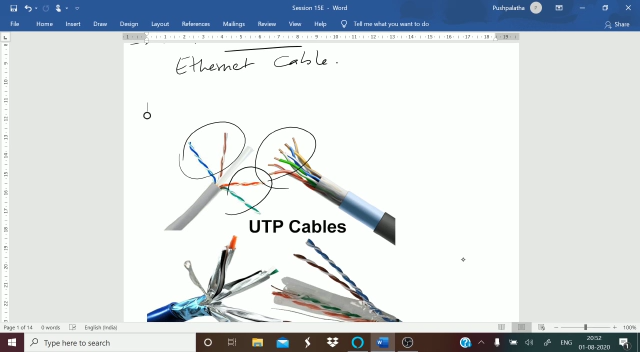 Session 15E - Word
Pushpalatha
File Home Insert Draw Design Layout References Mailings Review View Help Tell me what you want to do Share
Ethernet Cable.
UTP Cables
Page 1 of 14 0 words English (India) 100%
Type here to search
ENG 20:52
01-08-2020